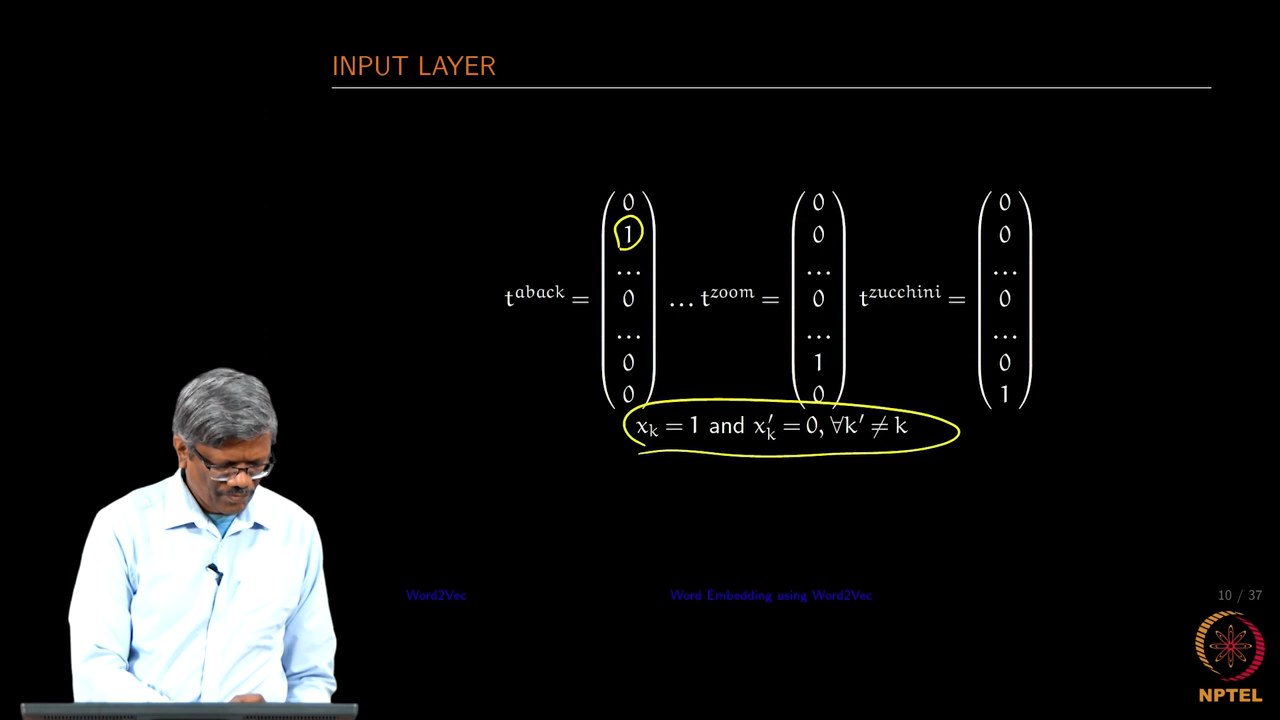 INPUT LAYER
t^aback = (0 1 ... 0 ... 0 0) ... t^zoom = (0 0 ... 0 ... 1 0) t^zucchini = (0 0 ... 0 ... 0 1)
x_k = 1 and x'_k = 0, ∀k' ≠ k
Word2Vec Word Embedding using Word2Vec 10 / 37
NPTEL